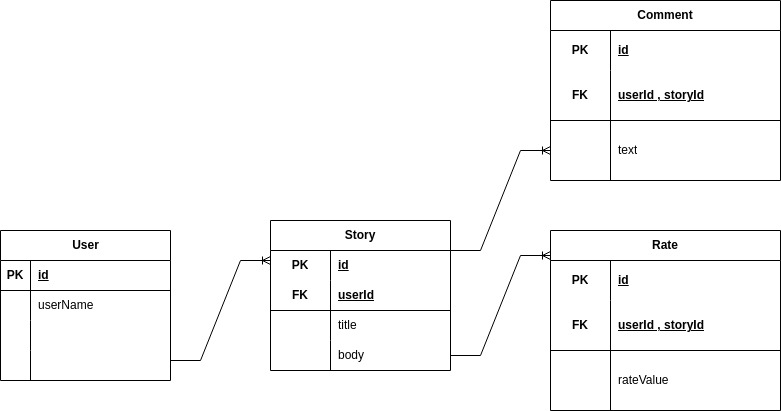 User
PK id
userName
Story
PK id
FK userId
title
body
Comment
PK id
FK userId , storyId
text
Rate
PK id
FK userId , storyId
rateValue